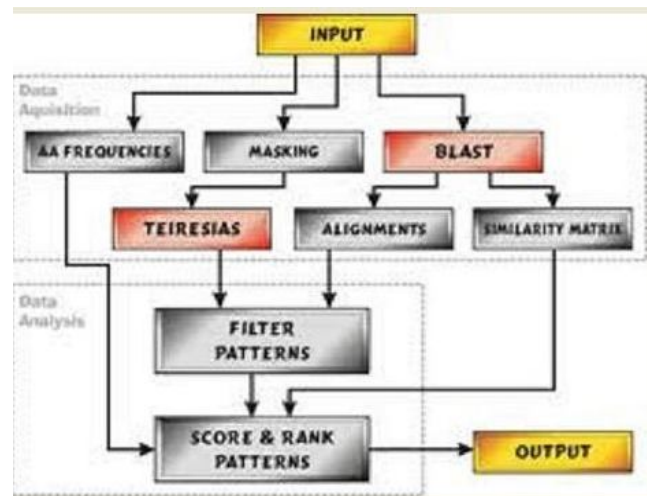 INPUT
Data
Aquisition
AA FREQUENCIES
MASKING
BLAST
TEIRESIAS
ALIGNMENTS
SIMILARITY MATRIX
Data
Analysis
FILTER
PATTERNS
SCORE & RANK
PATTERNS
OUTPUT